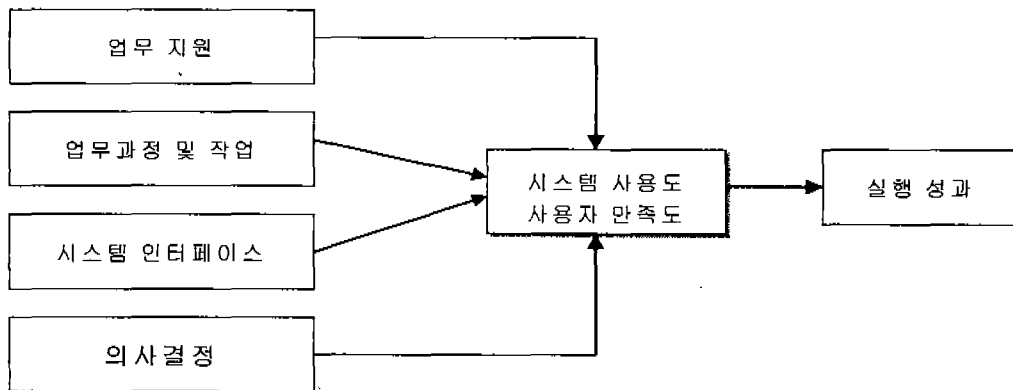 업무 지원
업무과정 및 작업
시스템 사용도
사용자 만족도
실행 성과
시스템 인터페이스
의사결정